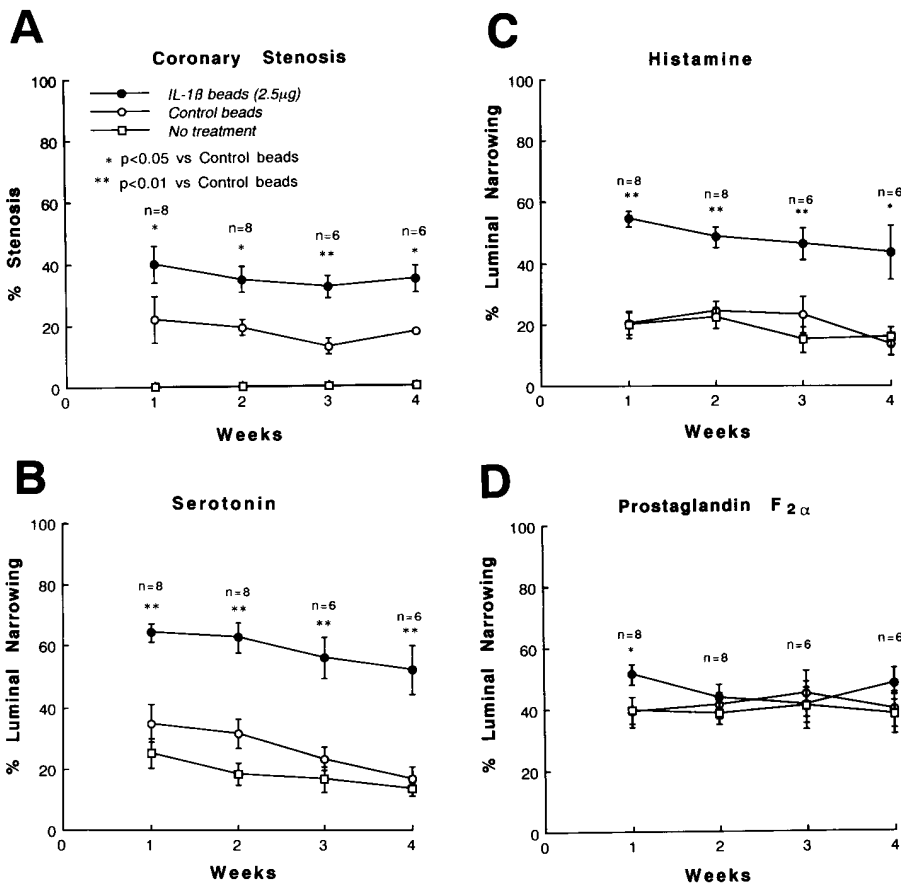 A
Coronary Stenosis
100
80
60
40
20
0
% Stenosis
IL-1ß beads (2.5µg)
Control beads
No treatment
* p<0.05 vs Control beads
** p<0.01 vs Control beads
n=8
*
n=8
*
n=6
**
n=6
*
0 1 2 3 4
Weeks
C
Histamine
100
80
60
40
20
0
% Luminal Narrowing
n=8
**
n=8
**
n=6
**
n=6
*
0 1 2 3 4
Weeks
B
Serotonin
100
80
60
40
20
0
% Luminal Narrowing
n=8
**
n=8
**
n=6
**
n=6
**
0 1 2 3 4
Weeks
D
Prostaglandin F2α
100
80
60
40
20
0
% Luminal Narrowing
n=8
*
n=8
n=6
n=6
0 1 2 3 4
Weeks